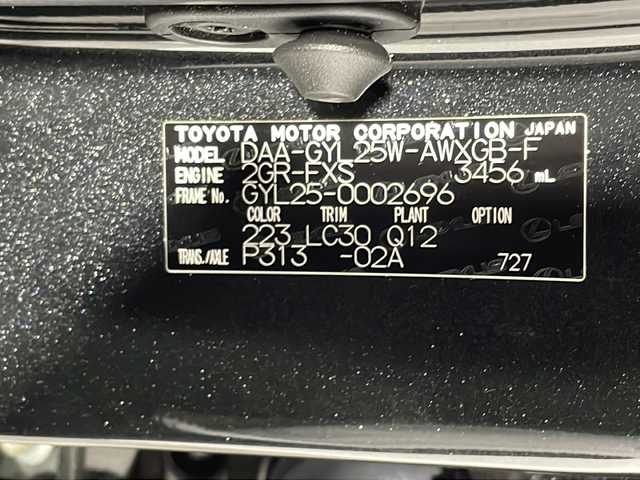 TOYOTA MOTOR CORPORATION JAPAN
MODEL DAA-GYL25W-AWXGB-F
ENGINE 2GR-FXS 3456 mL
FRAME No. GYL25-0002696
COLOR TRIM PLANT OPTION
223 LC30 Q12
TRANS./AXLE P313 -02A 727